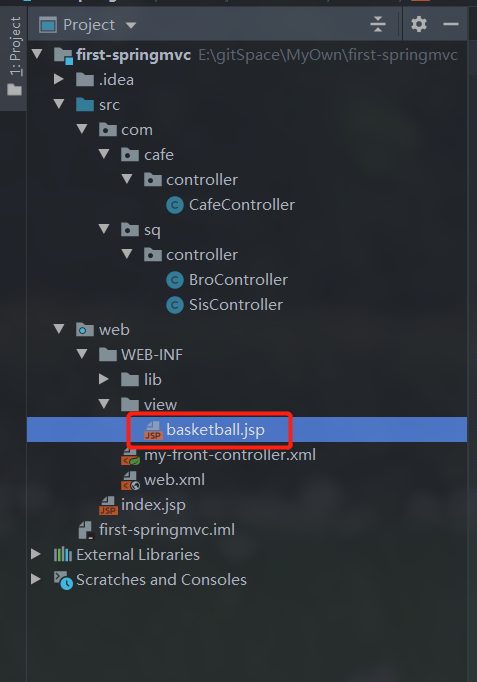 Project
1: Project
first-springmvc E:\gitSpace\MyOwn\first-springmvc
.idea
src
com
cafe
controller
CafeController
sq
controller
BroController
SisController
web
WEB-INF
lib
view
basketball.jsp
my-front-controller.xml
web.xml
index.jsp
first-springmvc.iml
External Libraries
Scratches and Consoles